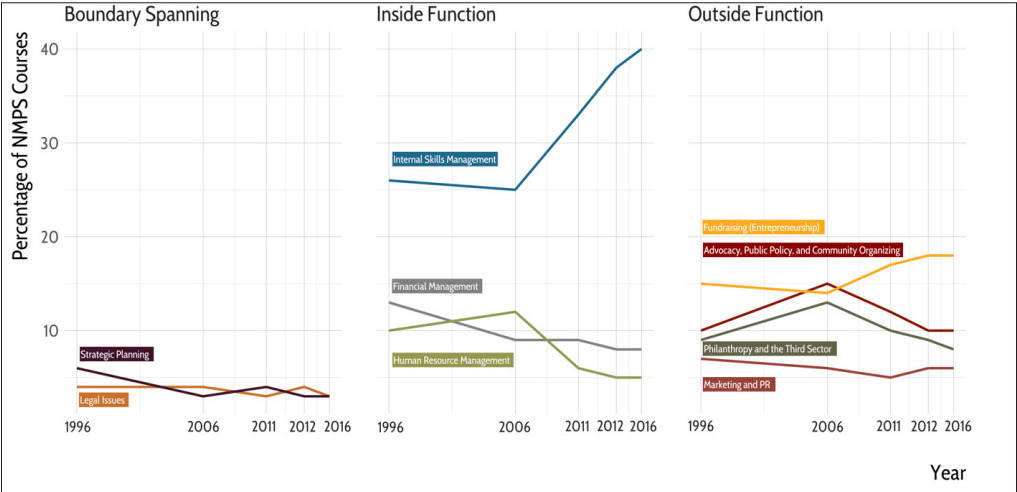 Boundary Spanning
Inside Function
Outside Function
Percentage of NMPS Courses
40
30
20
10
Strategic Planning
Legal Issues
Internal Skills Management
Financial Management
Human Resource Management
Fundraising (Entrepreneurship)
Advocacy, Public Policy, and Community Organizing
Philanthropy and the Third Sector
Marketing and PR
1996 2006 2011 2012 2016
1996 2006 2011 2012 2016
1996 2006 2011 2012 2016
Year